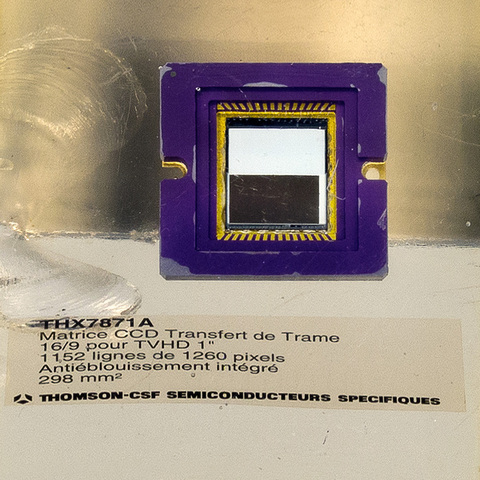 THX7871A
Matrice CCD Transfert de Trame
16/9 pour TVHD 1"
1152 lignes de 1260 pixels
Antiéblouissement intégré
298 mm²
THOMSON-CSF SEMICONDUCTEURS SPECIFIQUES